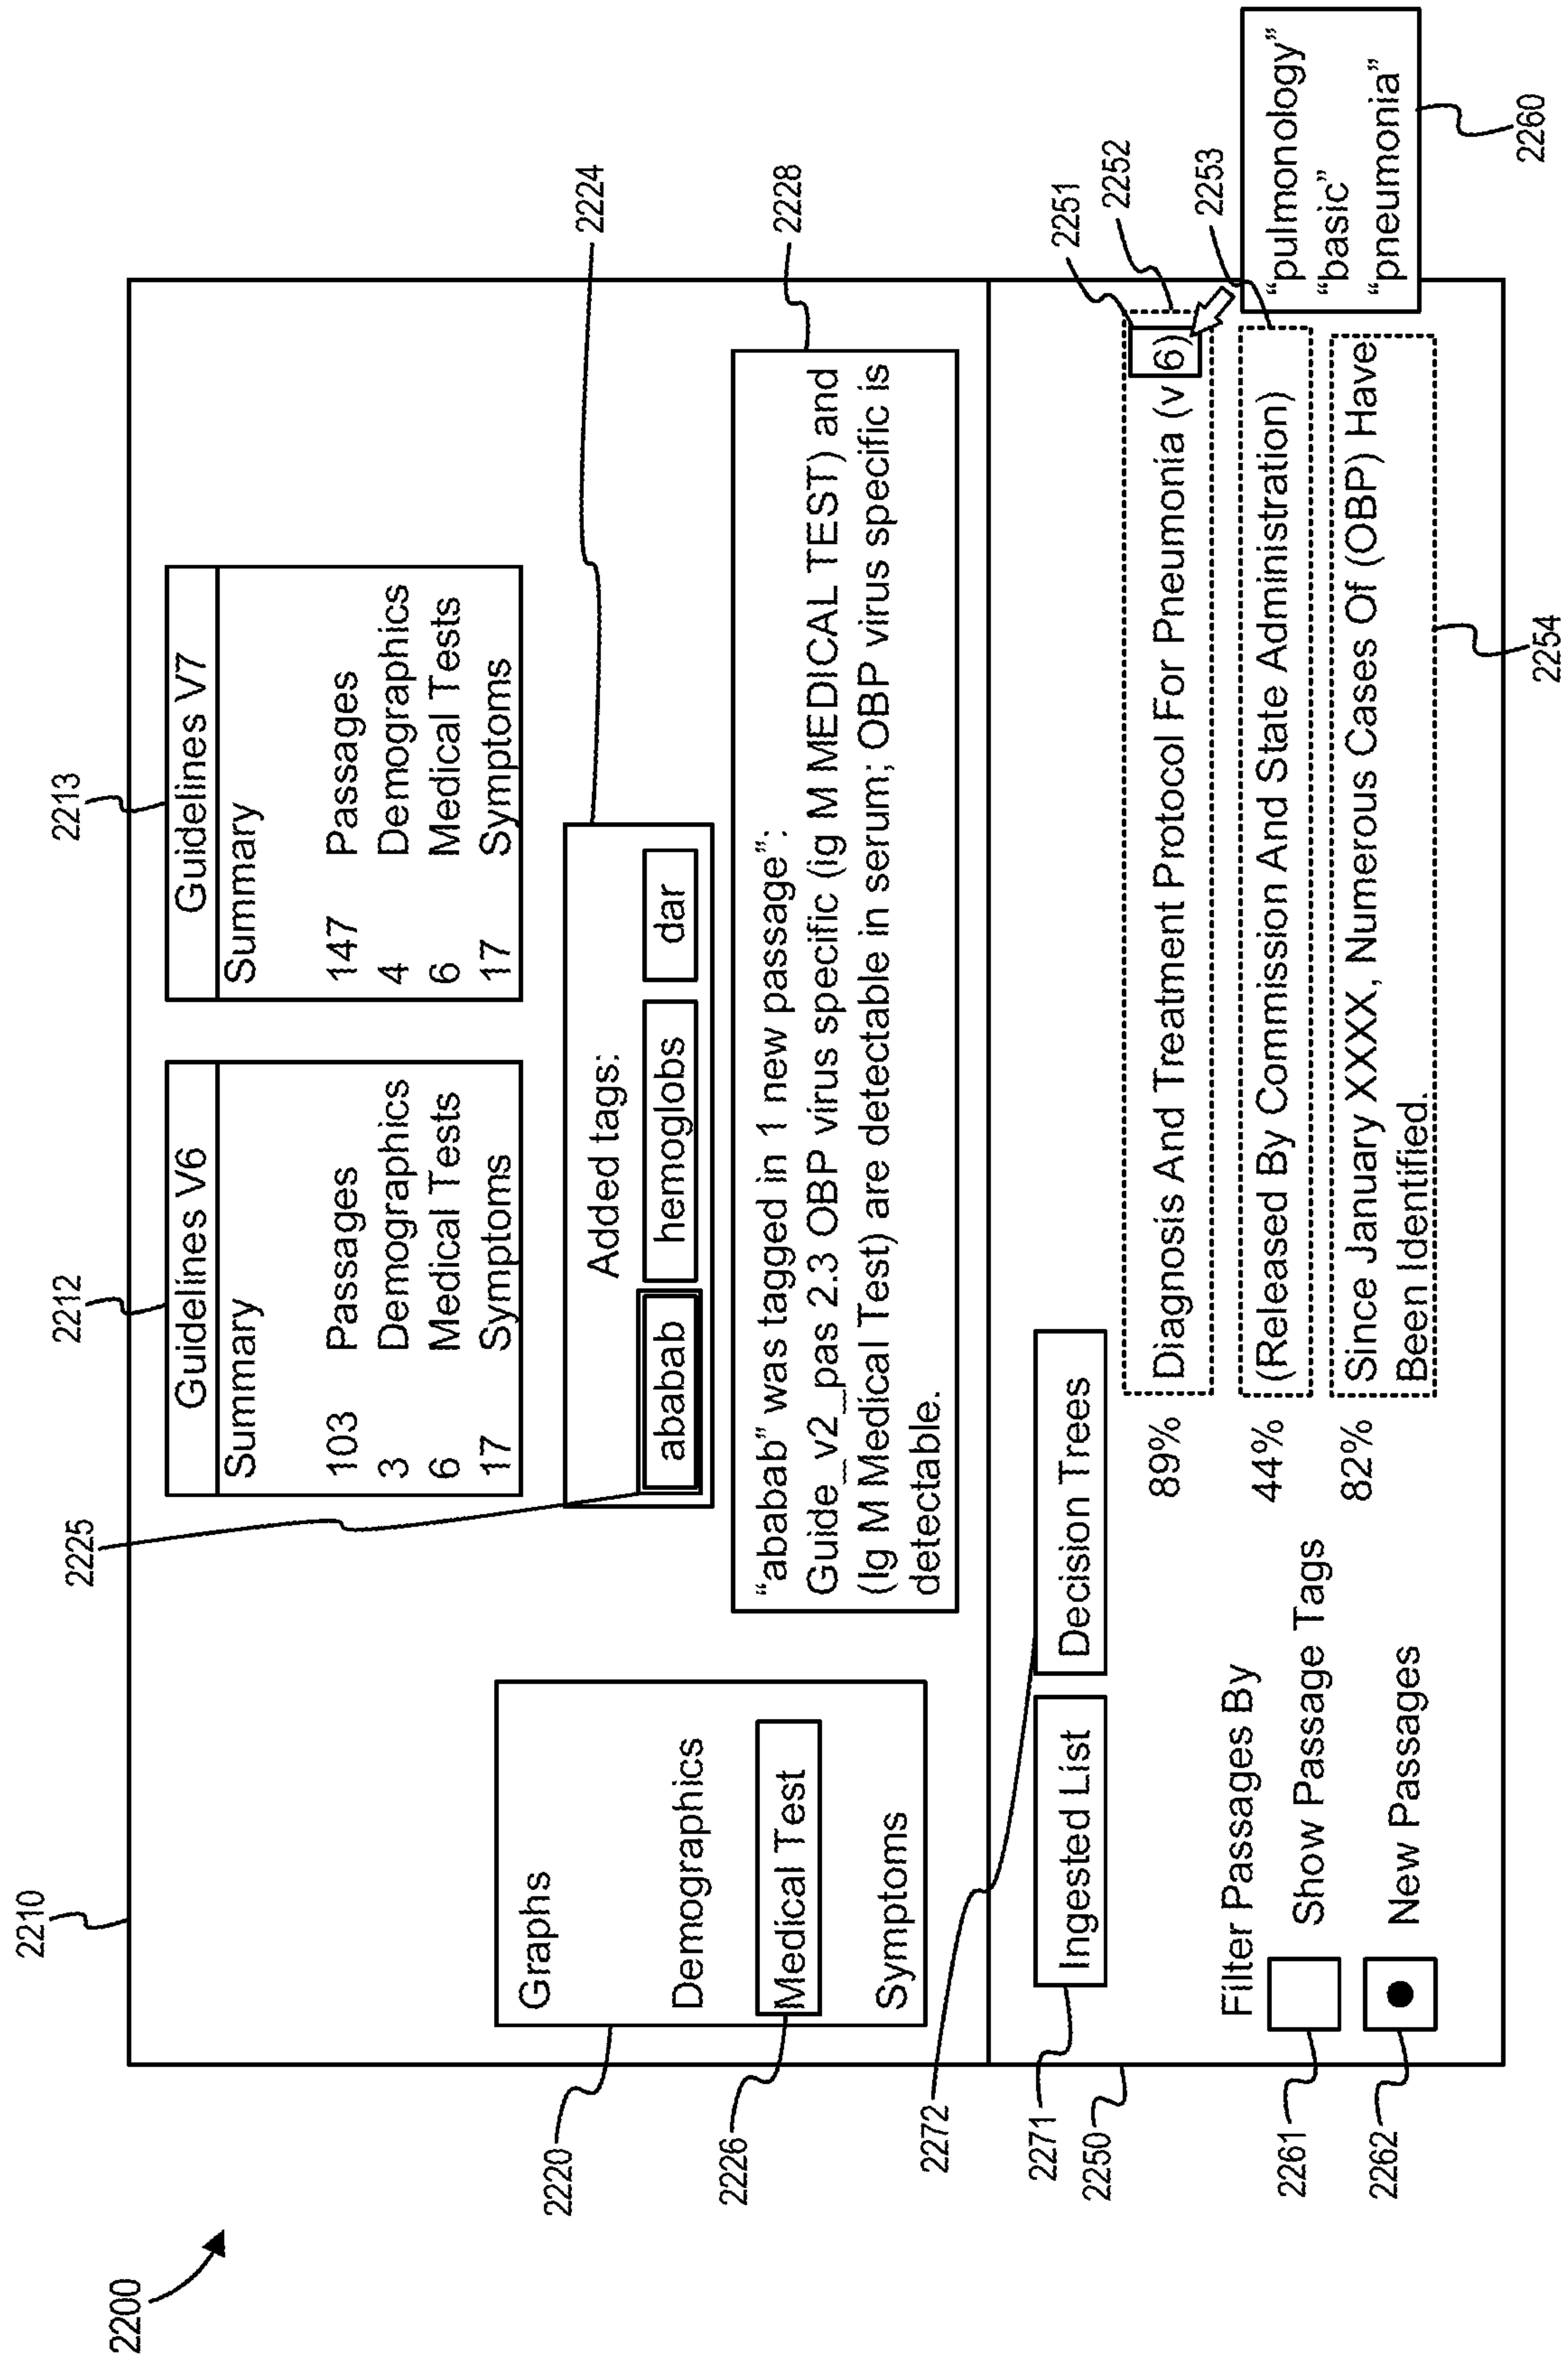 2200
2210
2212
2213
Guidelines V6
Summary
103 Passages
3 Demographics
6 Medical Tests
17 Symptoms
Guidelines V7
Summary
147 Passages
4 Demographics
6 Medical Tests
17 Symptoms
2225
2224
Added tags:
ababab
hemoglobs
dar
2220
Graphs
Demographics
Medical Test
Symptoms
2226
2228
“ababab” was tagged in 1 new passage”:
Guide_v2_pas 2.3 OBP virus specific (ig M MEDICAL TEST) and
(Ig M Medical Test) are detectable in serum; OBP virus specific is
detectable.
2272
2271
2250
Ingested List
Decision Trees
2251
2252
2253
89% Diagnosis And Treatment Protocol For Pneumonia (v 6)
Filter Passages By
44% (Released By Commission And State Administration)
2261
Show Passage Tags
82% Since January XXXX, Numerous Cases Of (OBP) Have
Been Identified.
2262
New Passages
2254
“pulmonology”
“basic”
“pneumonia”
2260